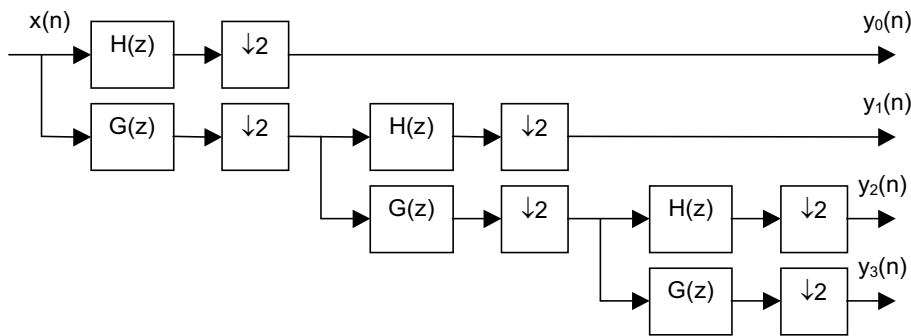 x(n) y₀(n)
H(z) ↓2
y₁(n)
G(z) ↓2 H(z) ↓2
y₂(n)
G(z) ↓2 H(z) ↓2
y₃(n)
G(z) ↓2